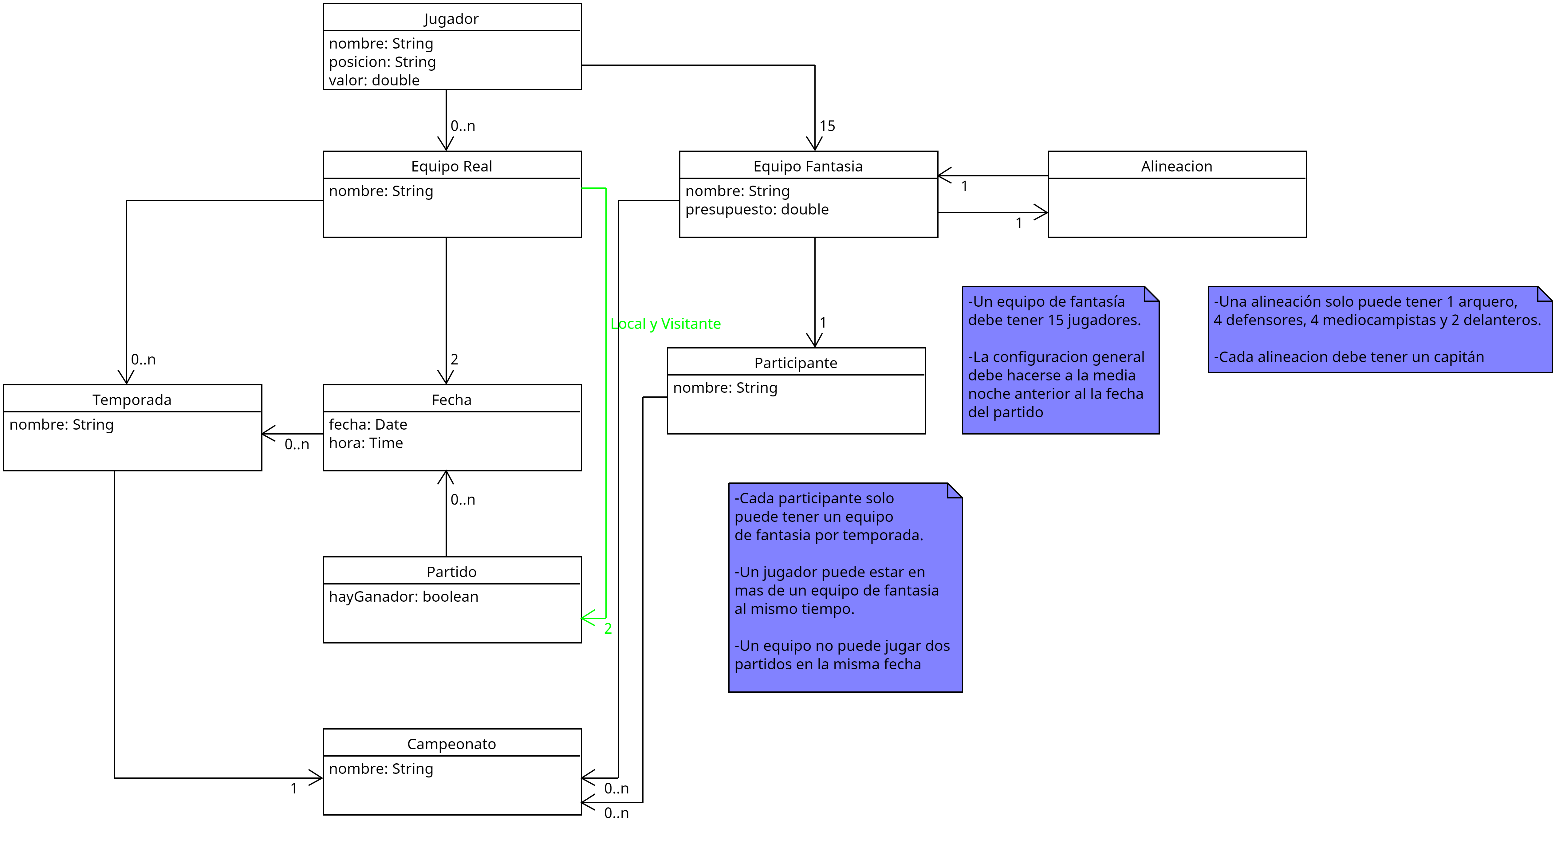 Jugador
nombre: String
posicion: String
valor: double
0..n
15
Equipo Real
nombre: String
Equipo Fantasia
nombre: String
presupuesto: double
Alineacion
1
1
-Un equipo de fantasía
debe tener 15 jugadores.
-La configuracion general
debe hacerse a la media
noche anterior al la fecha
del partido
-Una alineación solo puede tener 1 arquero,
4 defensores, 4 mediocampistas y 2 delanteros.
-Cada alineacion debe tener un capitán
Local y Visitante
1
0..n
2
Participante
nombre: String
Temporada
nombre: String
Fecha
fecha: Date
hora: Time
0..n
0..n
-Cada participante solo
puede tener un equipo
de fantasia por temporada.
-Un jugador puede estar en
mas de un equipo de fantasia
al mismo tiempo.
-Un equipo no puede jugar dos
partidos en la misma fecha
Partido
hayGanador: boolean
2
Campeonato
nombre: String
1
0..n
0..n